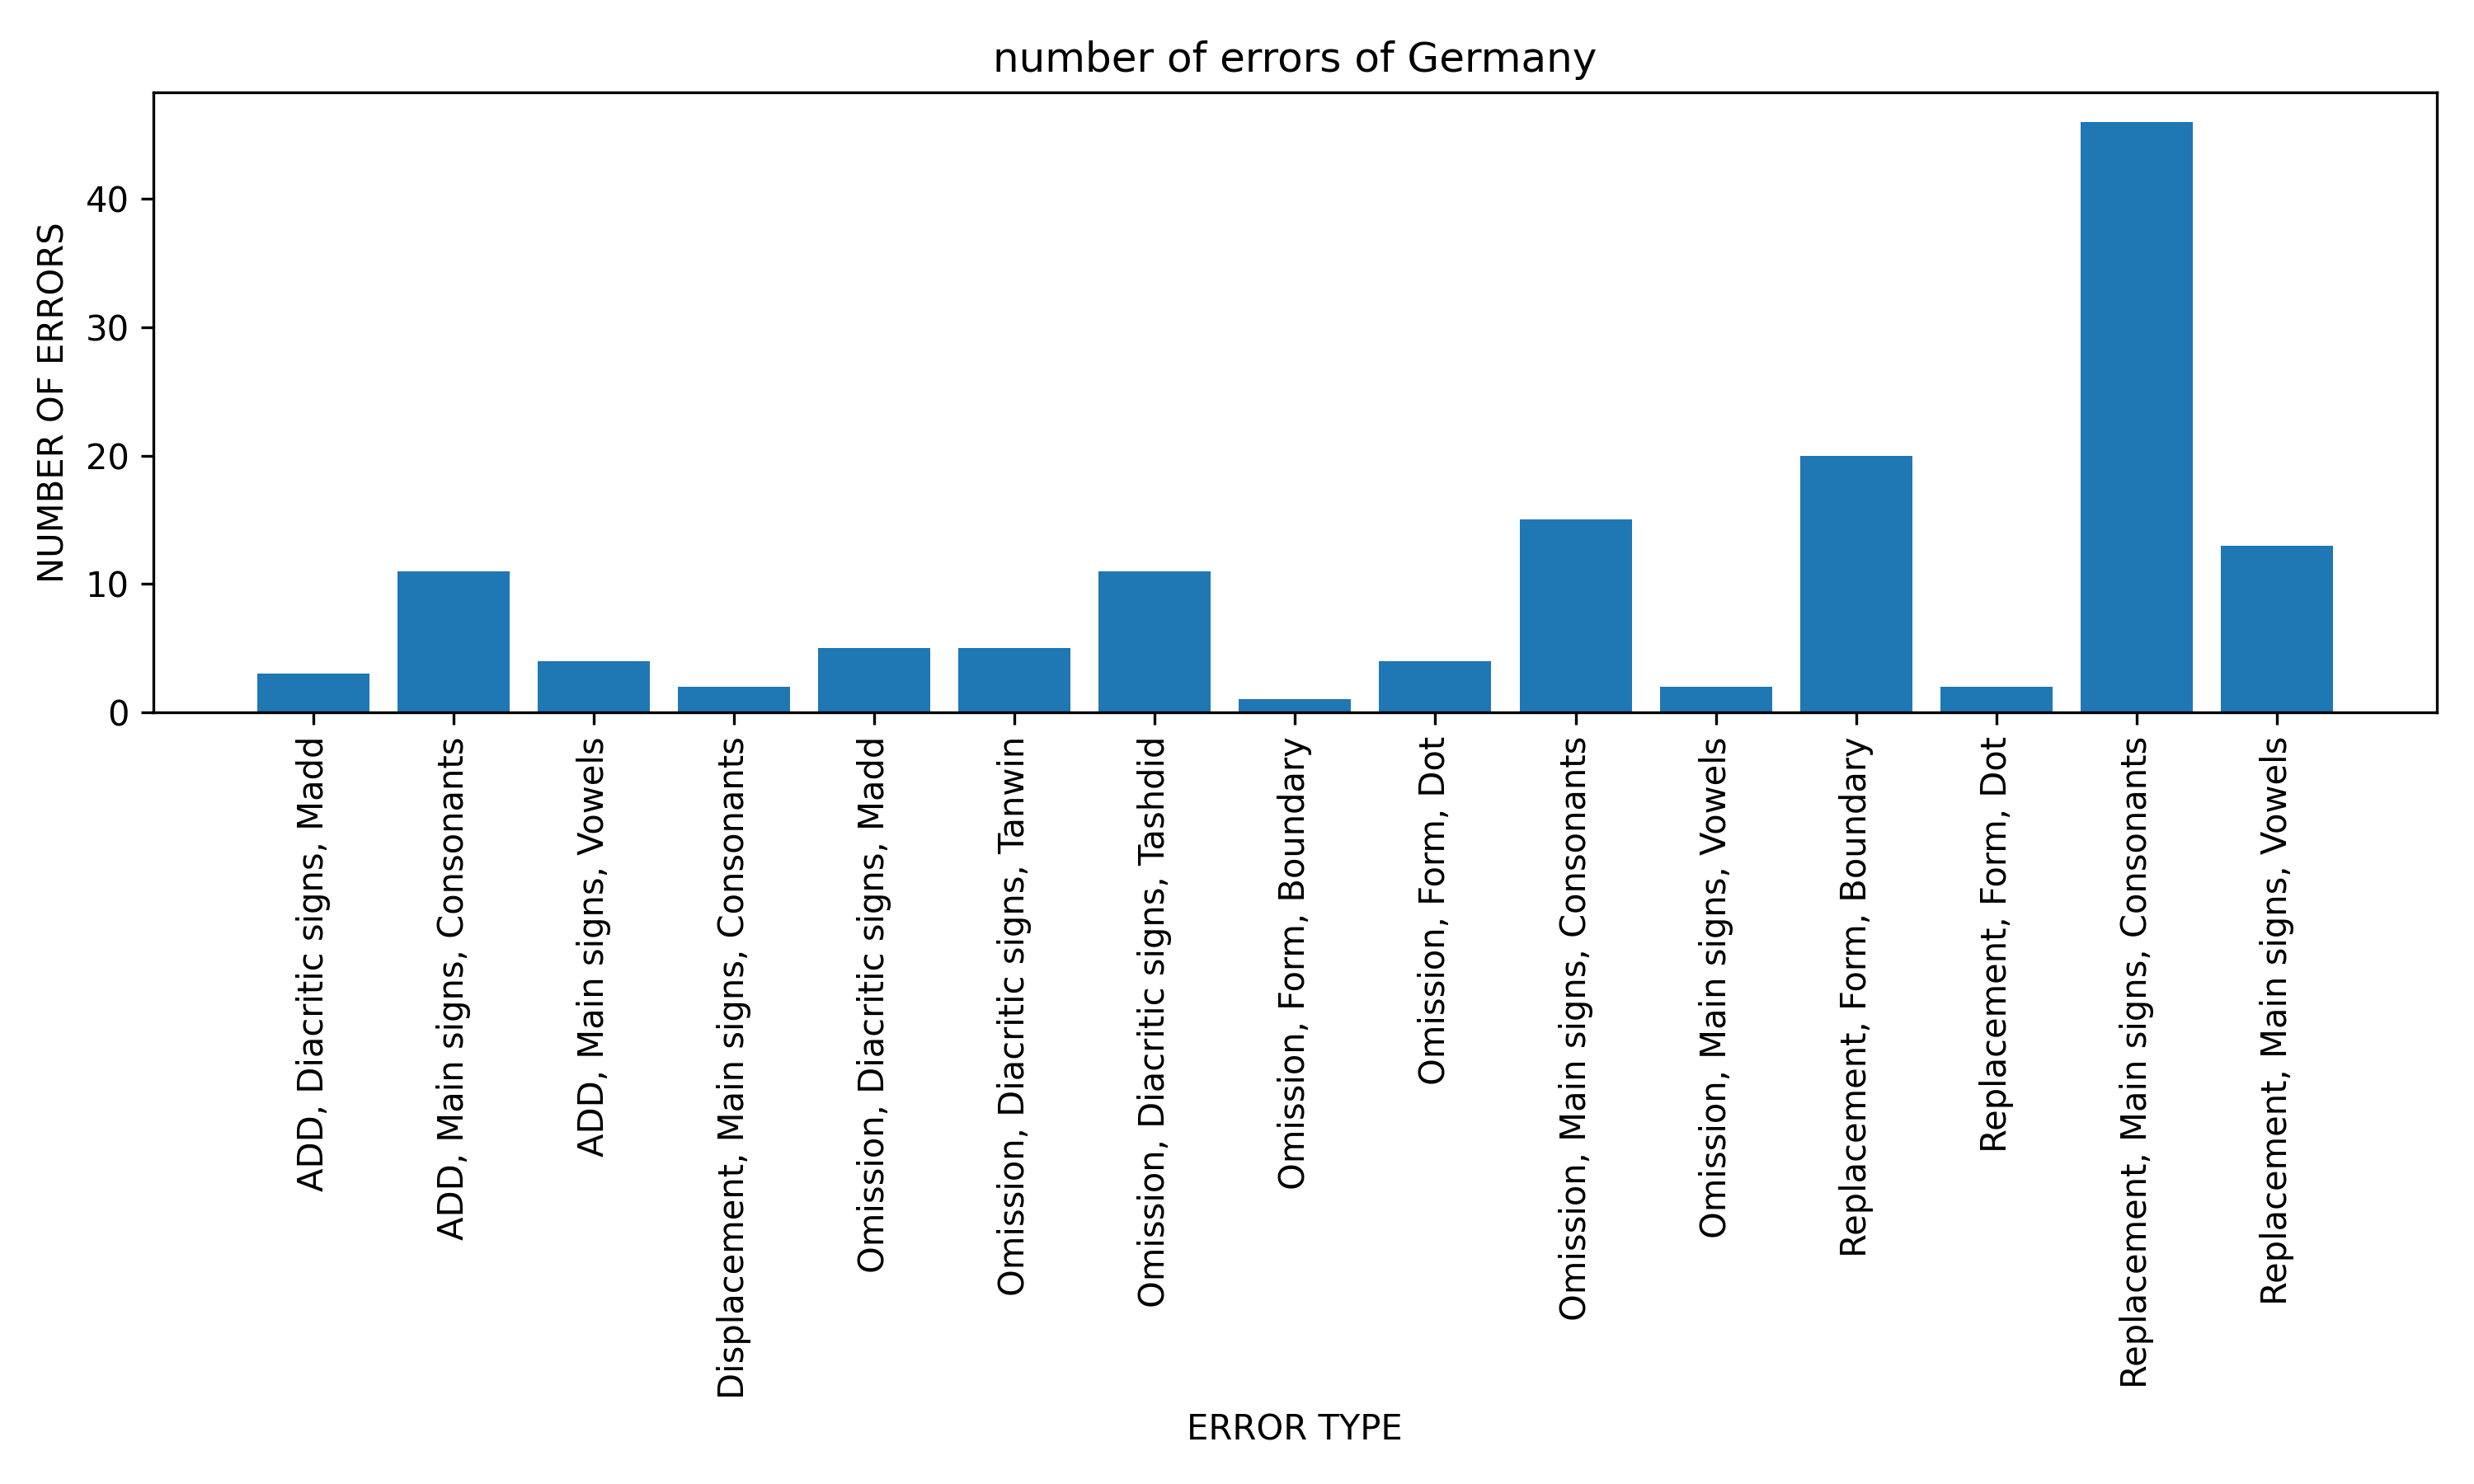 number of errors of Germany
NUMBER OF ERRORS
40
30
20
10
0
ADD, Diacritic signs, Madd
ADD, Main signs, Consonants
ADD, Main signs, Vowels
Displacement, Main signs, Consonants
Omission, Diacritic signs, Madd
Omission, Diacritic signs, Tanwin
Omission, Diacritic signs, Tashdid
Omission, Form, Boundary
Omission, Form, Dot
Omission, Main signs, Consonants
Omission, Main signs, Vowels
Replacement, Form, Boundary
Replacement, Form, Dot
Replacement, Main signs, Consonants
Replacement, Main signs, Vowels
ERROR TYPE